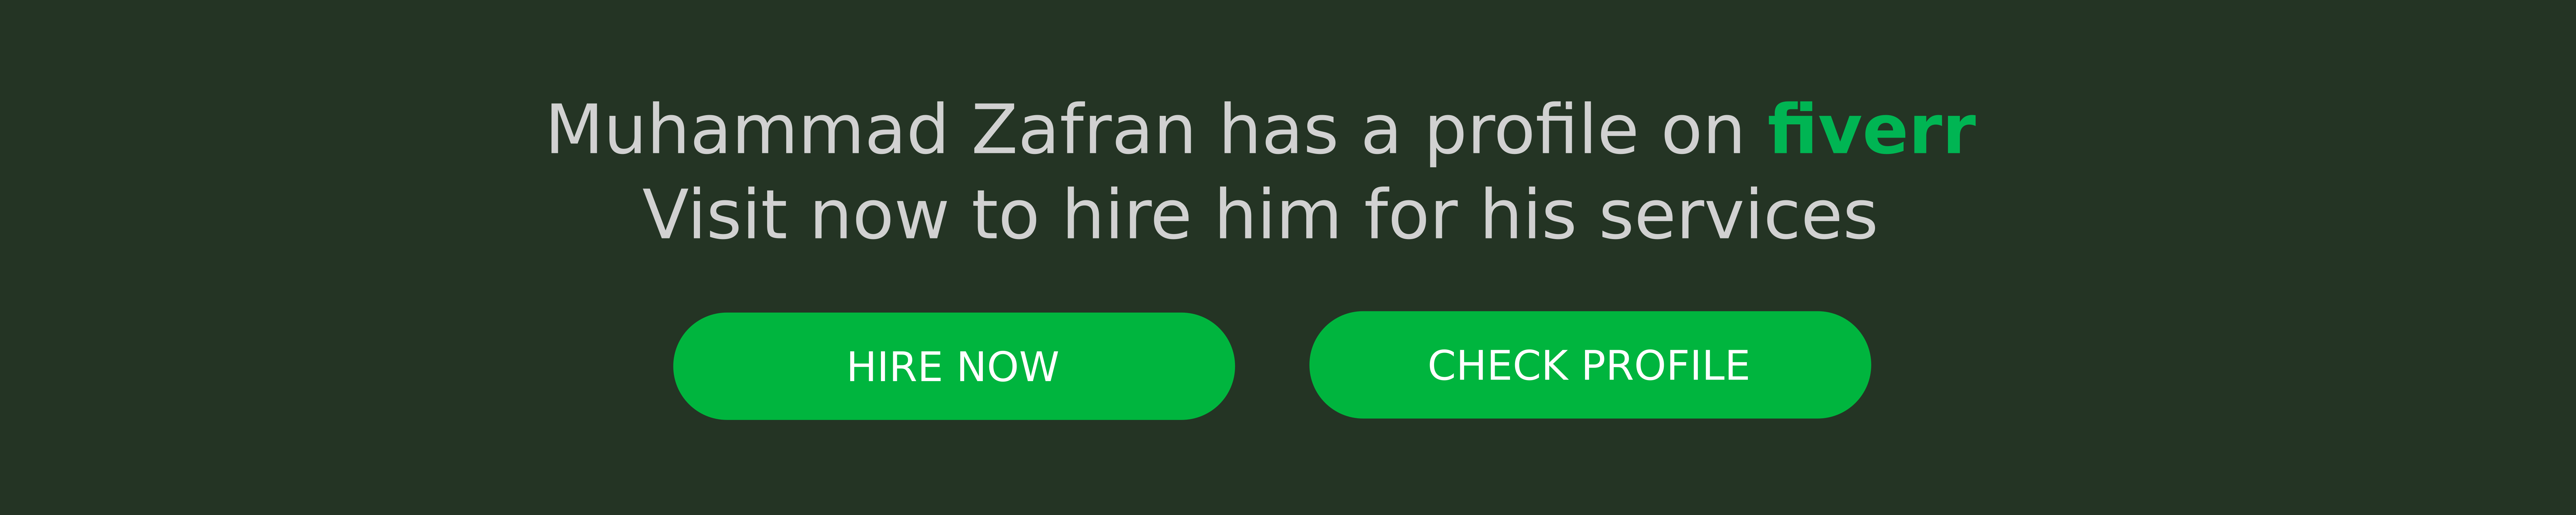 Muhammad Zafran has a profile on fiverr
Visit now to hire him for his services
HIRE NOW
CHECK PROFILE